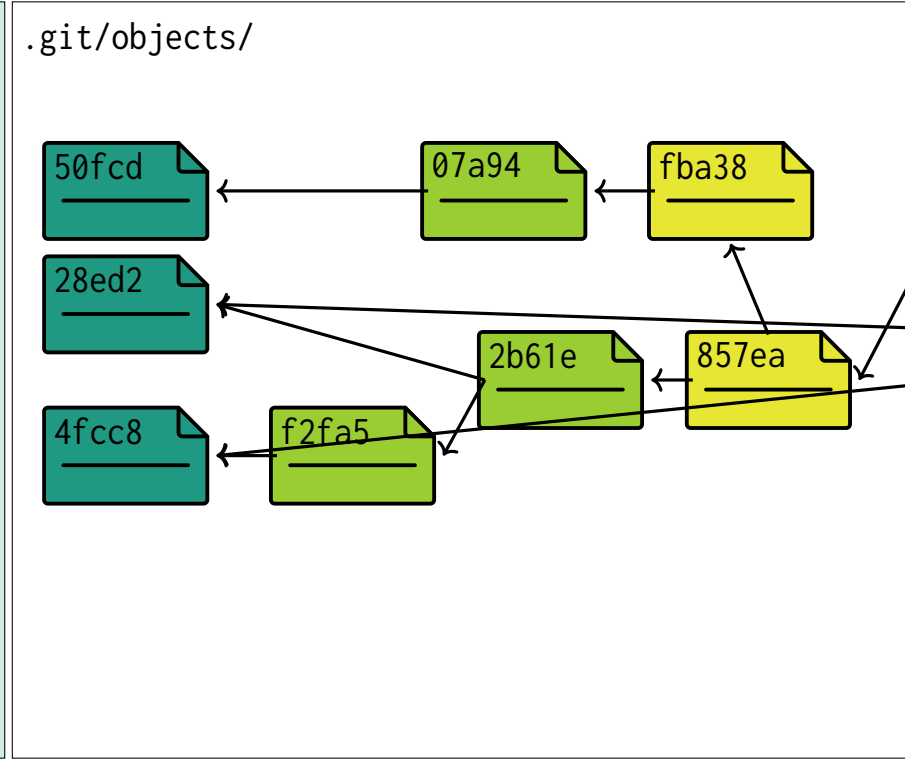 .git/objects/
50fcd
07a94
fba38
28ed2
2b61e
857ea
4fcc8
f2fa5